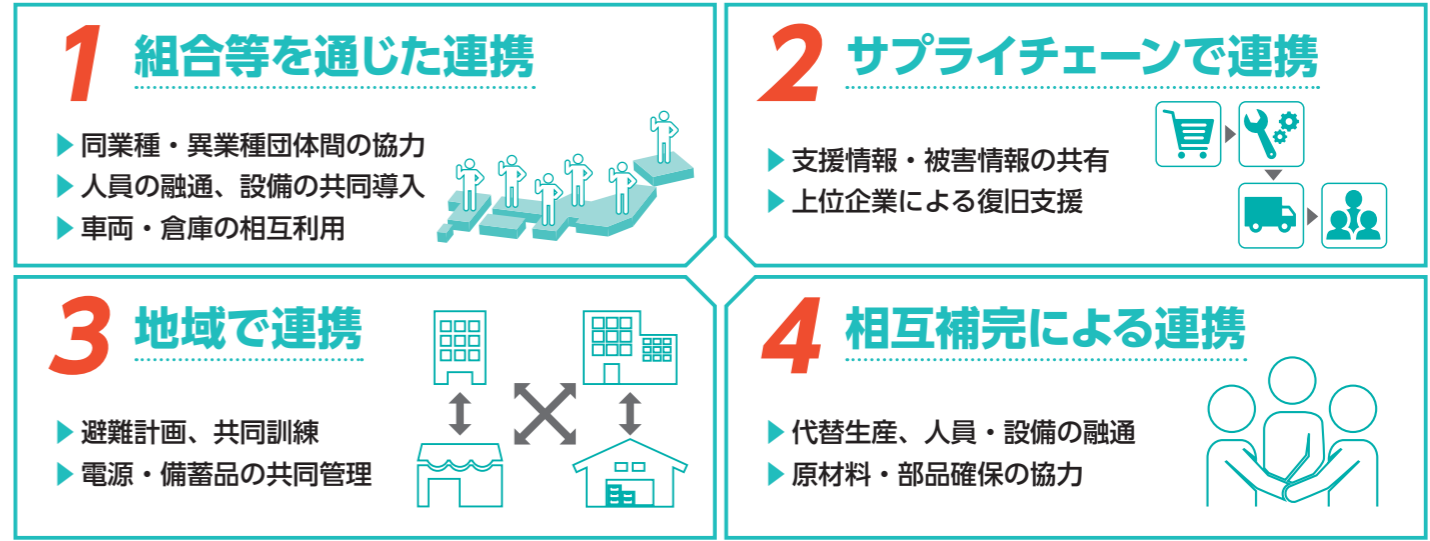 1 組合等を通じた連携
▶ 同業種・異業種団体間の協力
▶ 人員の融通、設備の共同導入
▶ 車両・倉庫の相互利用
2 サプライチェーンで連携
▶ 支援情報・被害情報の共有
▶ 上位企業による復旧支援
3 地域で連携
▶ 避難計画、共同訓練
▶ 電源・備蓄品の共同管理
4 相互補完による連携
▶ 代替生産、人員・設備の融通
▶ 原材料・部品確保の協力